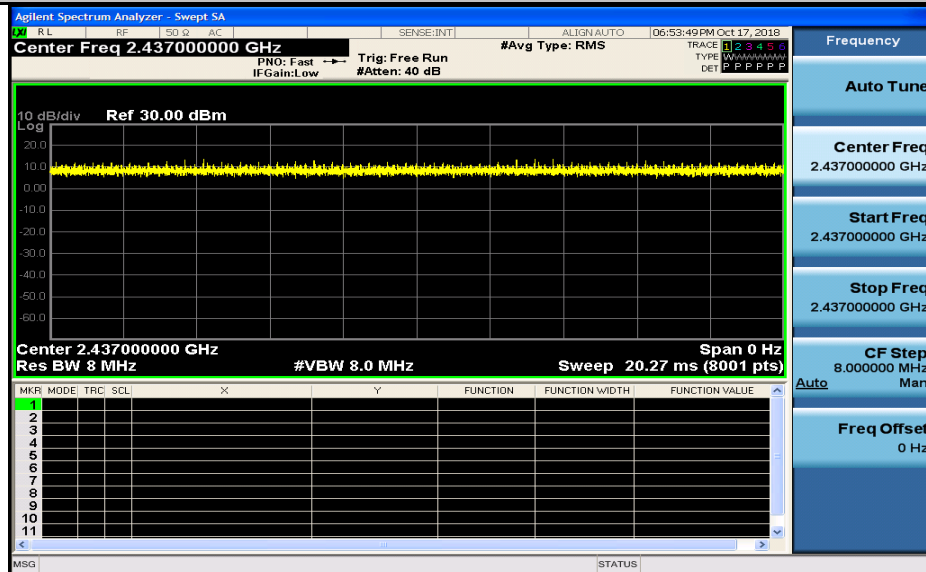 Agilent Spectrum Analyzer - Swept SA
LXI RL RF 50 Ω AC SENSE:INT ALIGN AUTO 06:53:49 PM Oct 17, 2018
Center Freq 2.437000000 GHz #Avg Type: RMS TRACE 1 2 3 4 5 6
PNO: Fast Trig: Free Run TYPE WWWWWW
IFGain:Low #Atten: 40 dB DET P P P P P P
10 dB/div Ref 30.00 dBm
Log
20.0
10.0
0.00
-10.0
-20.0
-30.0
-40.0
-50.0
-60.0
Center 2.437000000 GHz Span 0 Hz
Res BW 8 MHz #VBW 8.0 MHz Sweep 20.27 ms (8001 pts)
MKR MODE TRC SCL X Y FUNCTION FUNCTION WIDTH FUNCTION VALUE
1
2
3
4
5
6
7
8
9
10
11
MSG STATUS
Frequency
Auto Tune
Center Freq
2.437000000 GHz
Start Freq
2.437000000 GHz
Stop Freq
2.437000000 GHz
CF Step
8.000000 MHz
Auto Man
Freq Offset
0 Hz